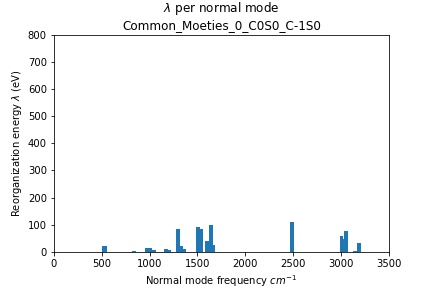 λ per normal mode
Common_Moeties_0_C0S0_C-1S0
800
700
600
500
400
300
200
100
0
Reorganization energy λ (eV)
0 500 1000 1500 2000 2500 3000 3500
Normal mode frequency cm⁻¹